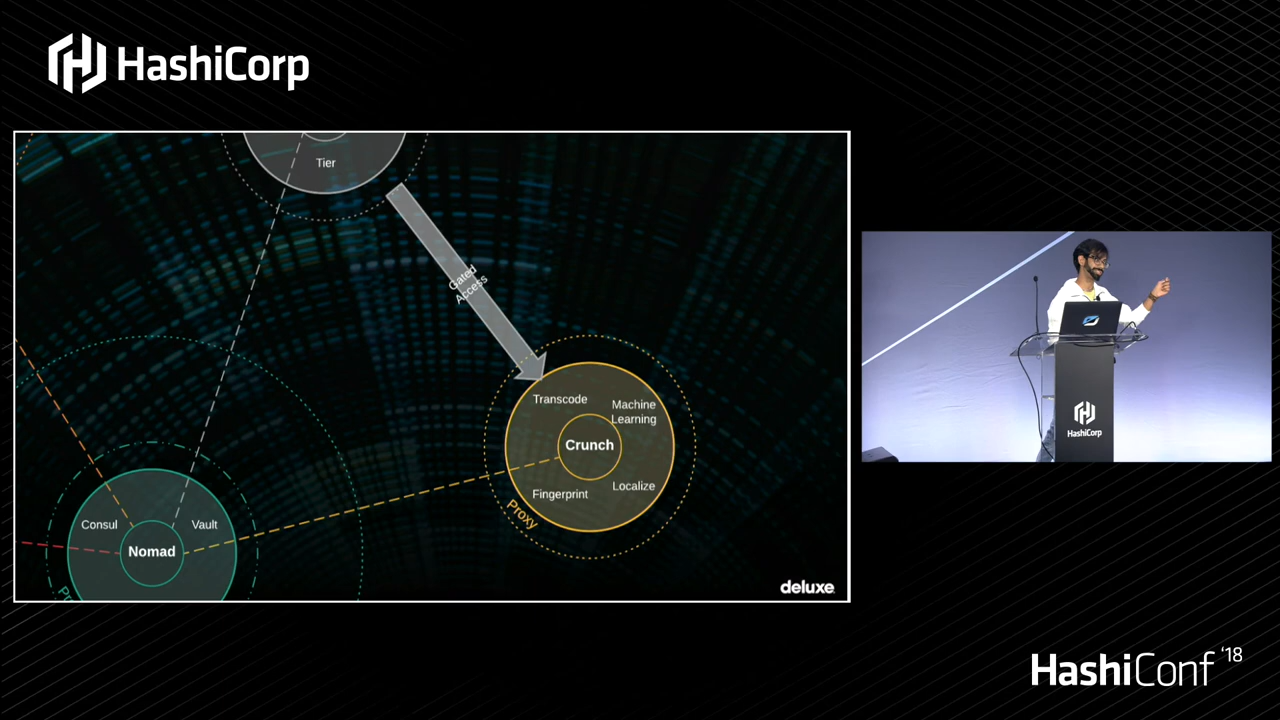 HashiCorp
Tier
Gated
Access
Transcode
Machine
Learning
Crunch
Fingerprint
Localize
Proxy
Consul
Vault
Nomad
deluxe
HashiCorp
HashiConf '18